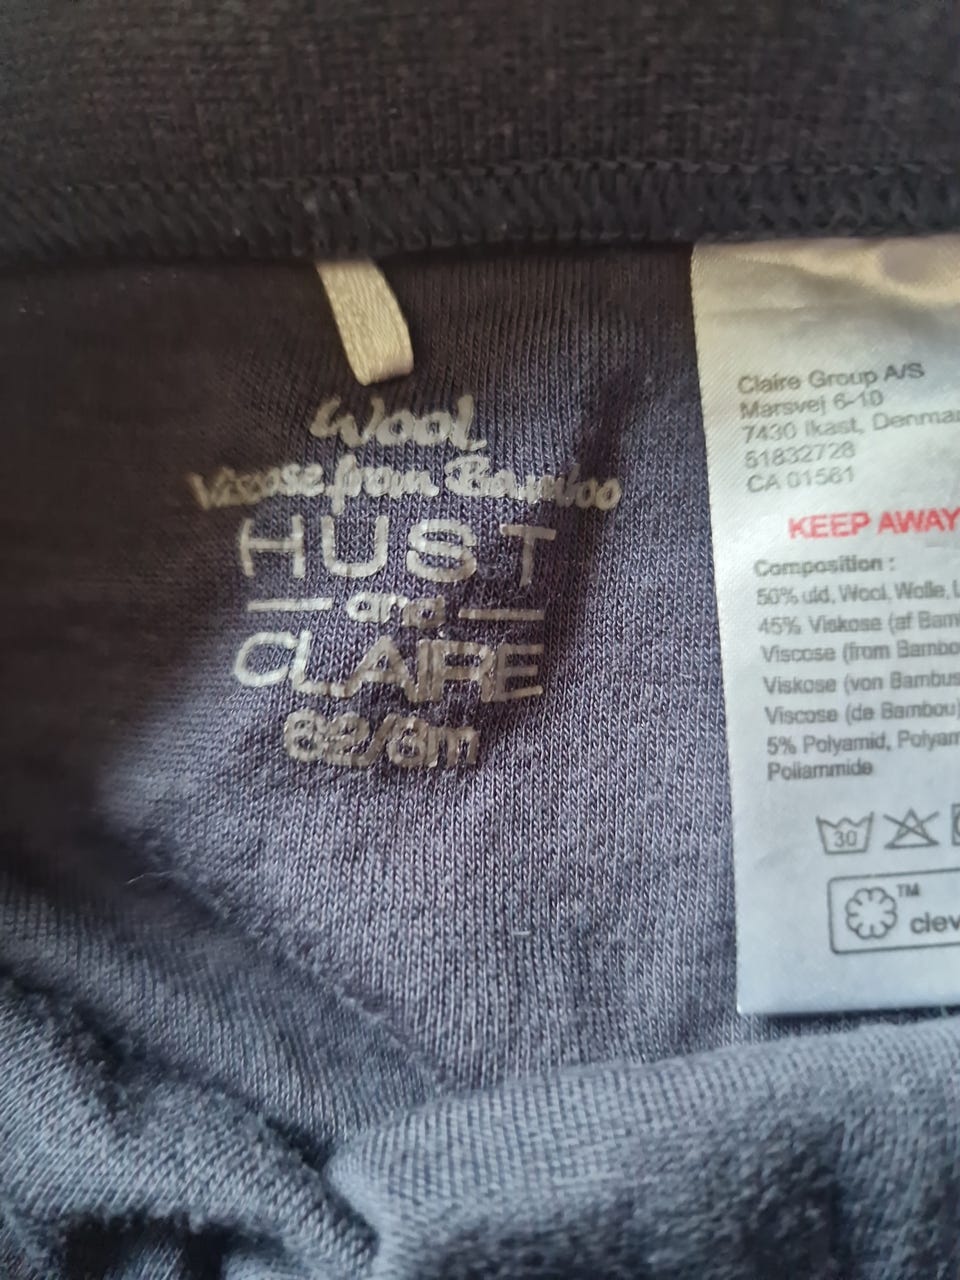 Wool
Viscose from Bamboo
HUST
and
CLAIRE
62/3m
Claire Group A/S
Marsvej 6-10
7430 Ikast, Denmar
51832728
CA 01561
KEEP AWAY
Composition :
50% uld, Wool, Wolle, L
45% Viskose (af Bam
Viscose (from Bambo
Viskose (von Bambus
Viscose (de Bambou)
5% Polyamid, Polyam
Poliammide
30
TM
clev